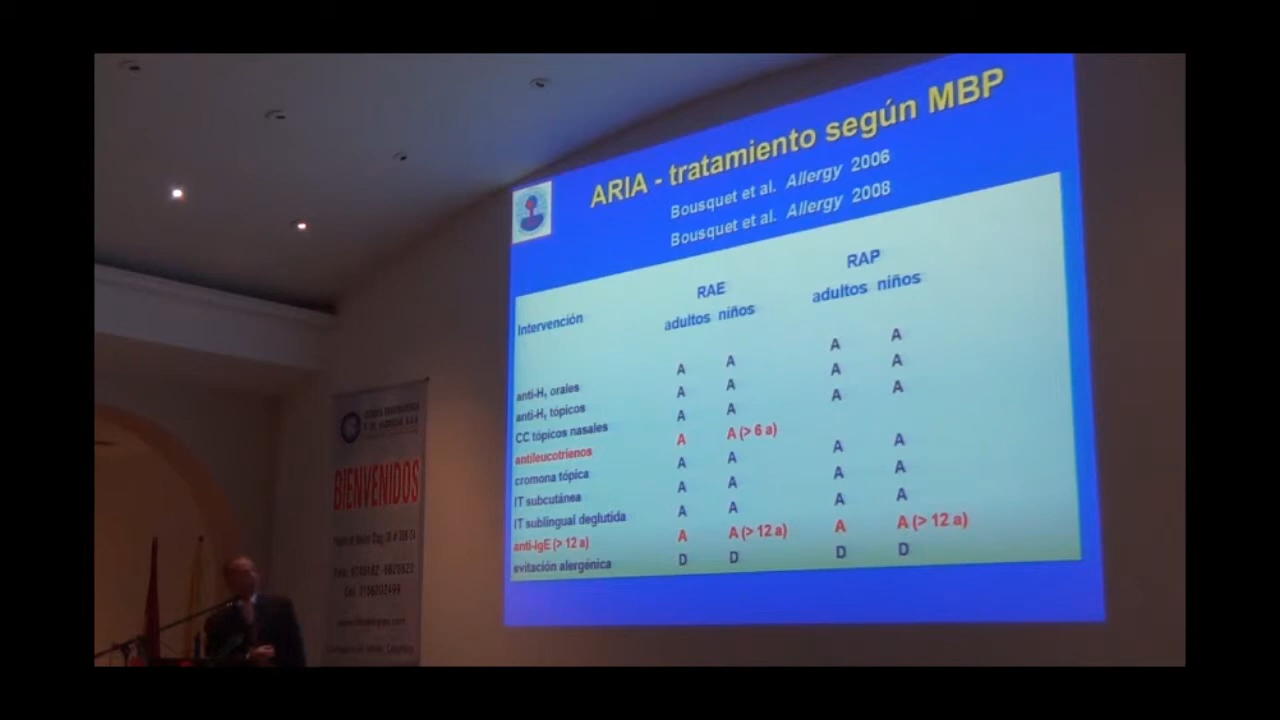 ARIA - tratamiento según MBP
Bousquet et al. Allergy 2006
Bousquet et al. Allergy 2008
RAE RAP
Intervención adultos niños adultos niños
anti-H₁ orales A A A A
anti-H₁ tópicos A A A A
CC tópicos nasales A A A A
antileucotrienos A A (> 6 a)
cromona tópica A A A A
IT subcutánea A A A A
IT sublingual deglutida A A A A
anti-IgE (> 12 a) A A (> 12 a) A A (> 12 a)
evitación alergénica D D D D
BIENVENIDOS